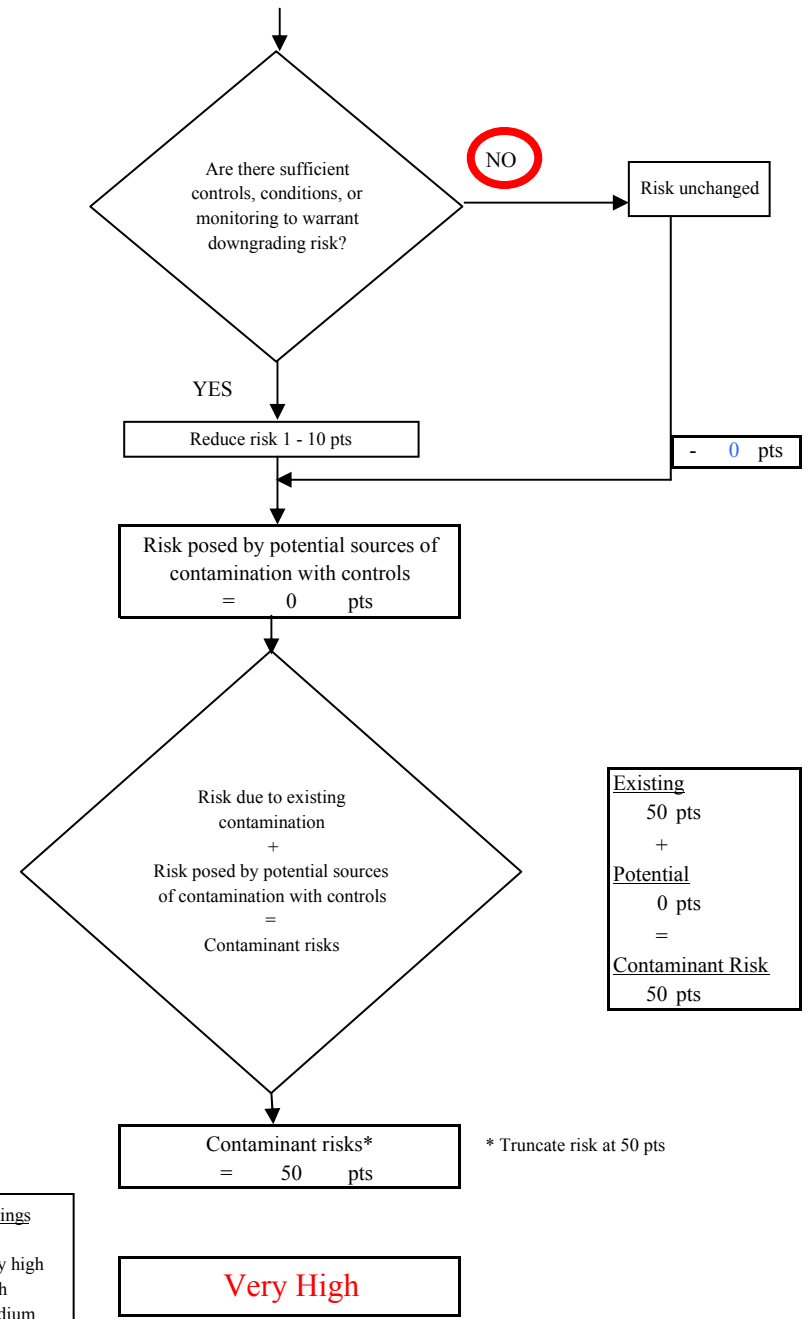 Are there sufficient
controls, conditions, or
monitoring to warrant
downgrading risk?
NO
Risk unchanged
YES
Reduce risk 1 - 10 pts
- 0 pts
Risk posed by potential sources of
contamination with controls
= 0 pts
Risk due to existing
contamination
+
Risk posed by potential sources
of contamination with controls
=
Contaminant risks
Existing
50 pts
+
Potential
0 pts
=
Contaminant Risk
50 pts
Contaminant risks*
= 50 pts
* Truncate risk at 50 pts
high
Very High